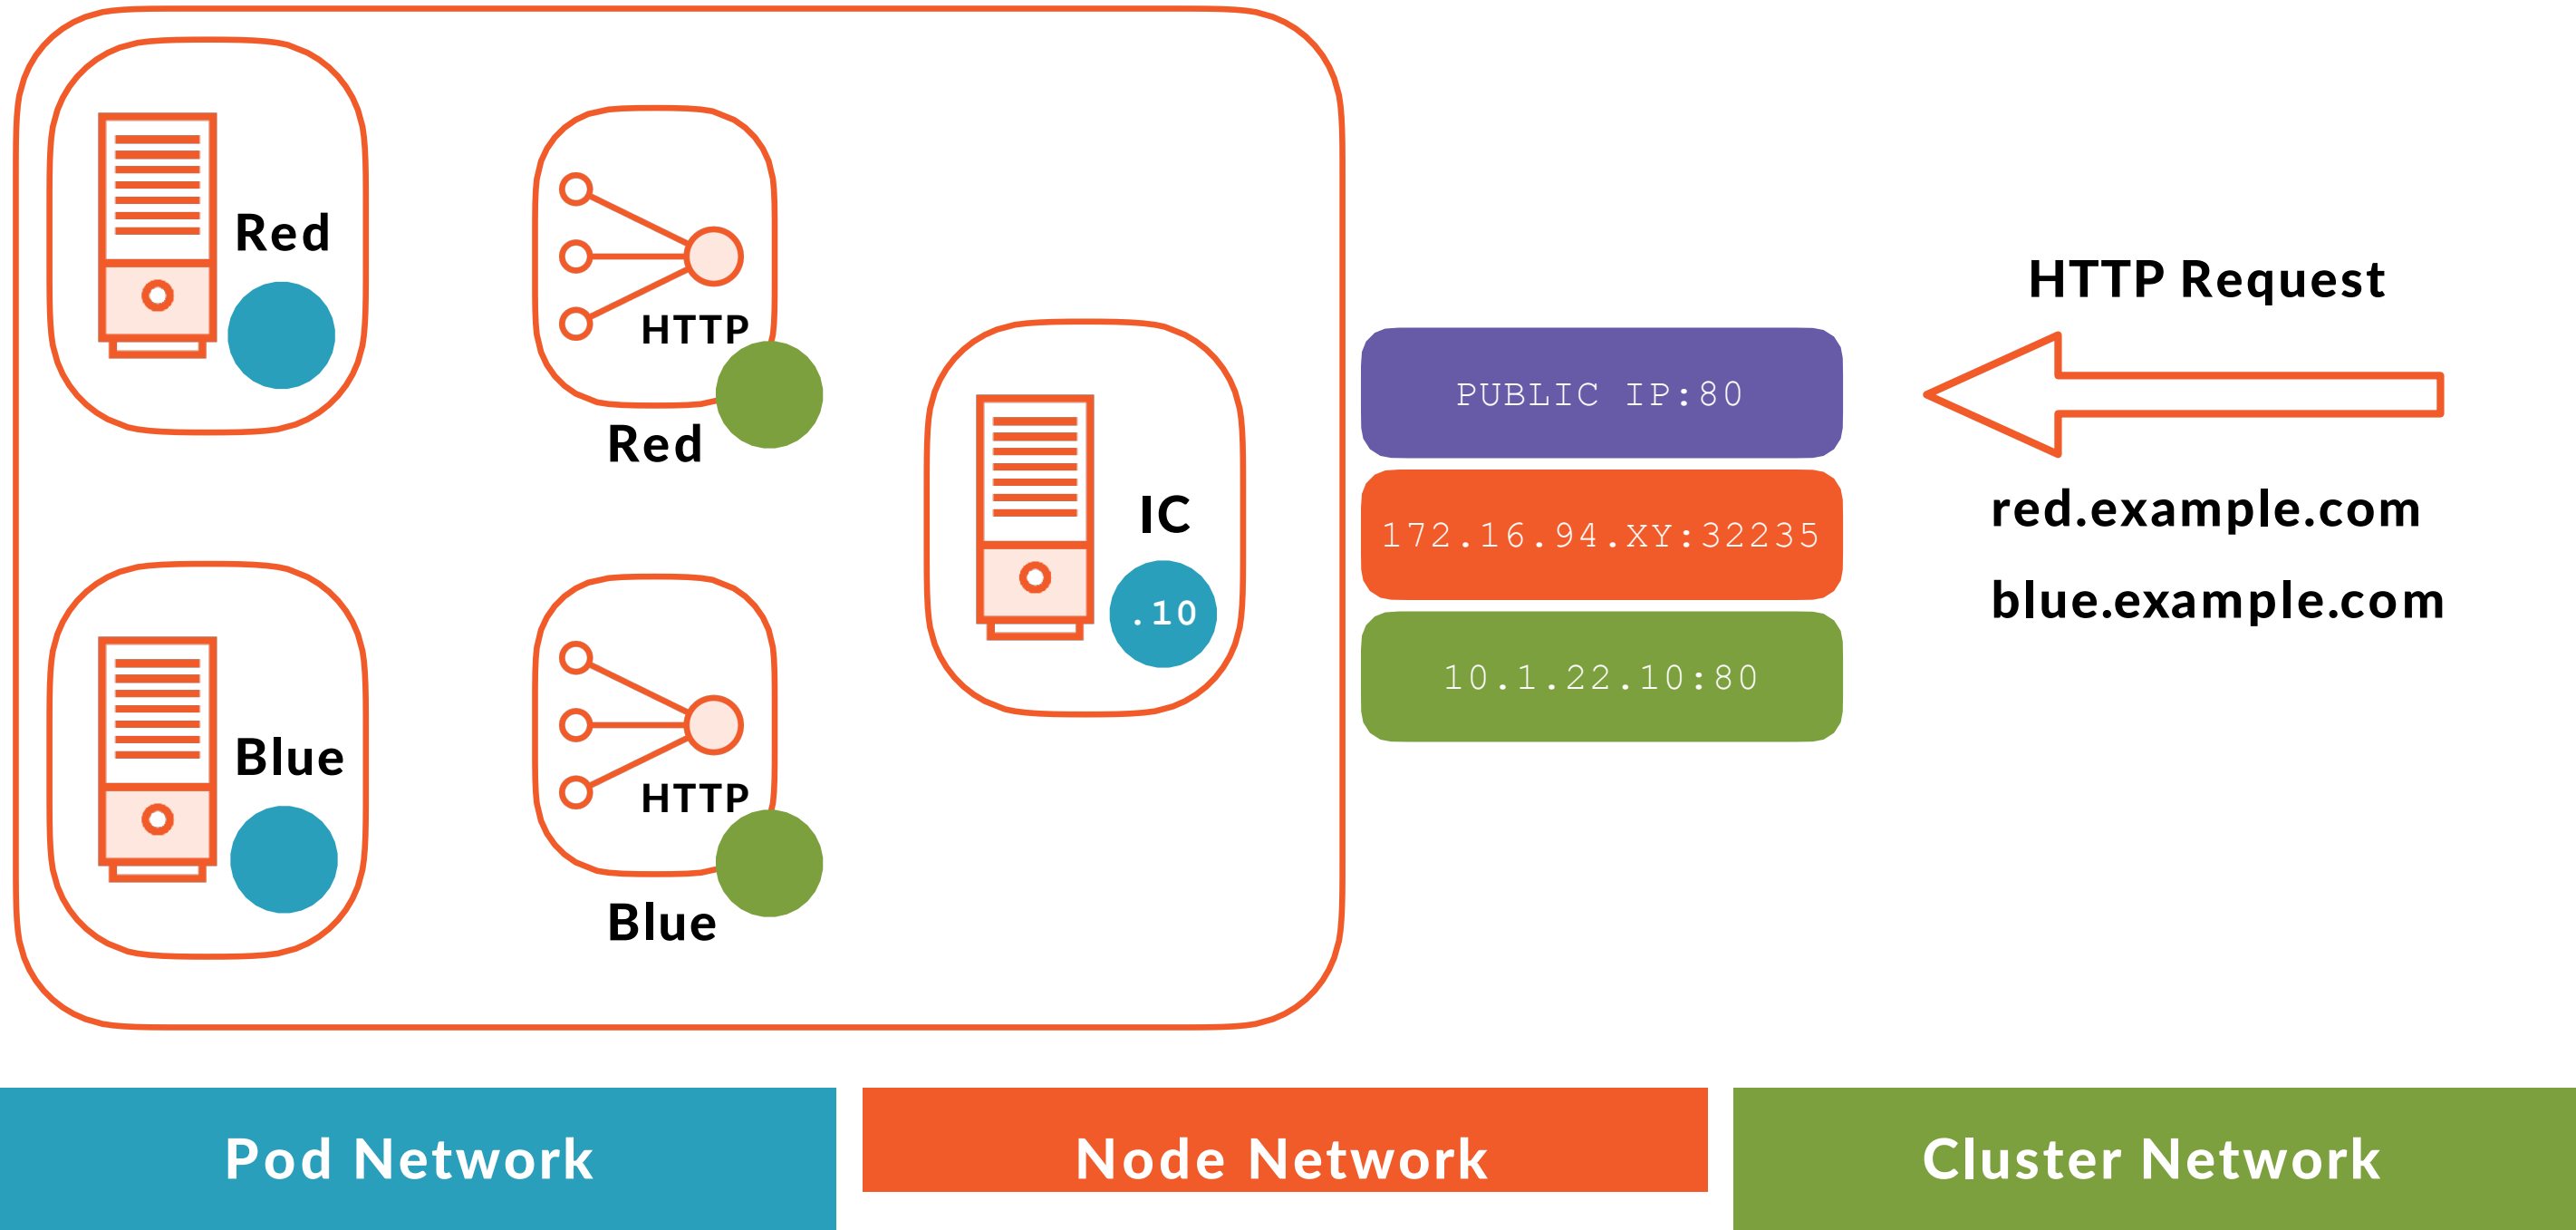 Red
HTTP
Red
HTTP Request
PUBLIC IP:80
IC
172.16.94.XY:32235
red.example.com
.10
blue.example.com
10.1.22.10:80
Blue
HTTP
Blue
Pod Network
Node Network
Cluster Network